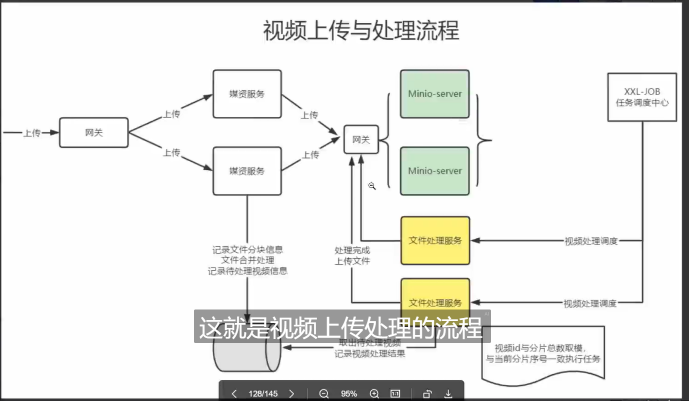 视频上传与处理流程
媒资服务
Minio-server
XXL-JOB
任务调度中心
上传
上传
上传
网关
网关
上传
上传
媒资服务
Minio-server
记录文件分块信息
文件合并处理
记录待处理视频信息
处理完成
上传文件
文件处理服务
视频处理调度
文件处理服务
视频处理调度
这就是视频上传处理的流程
取出待处理视频
记录视频处理结果
视频id与分片总数取模，
与当前分片序号一致执行任务
128/145
95%
1:1